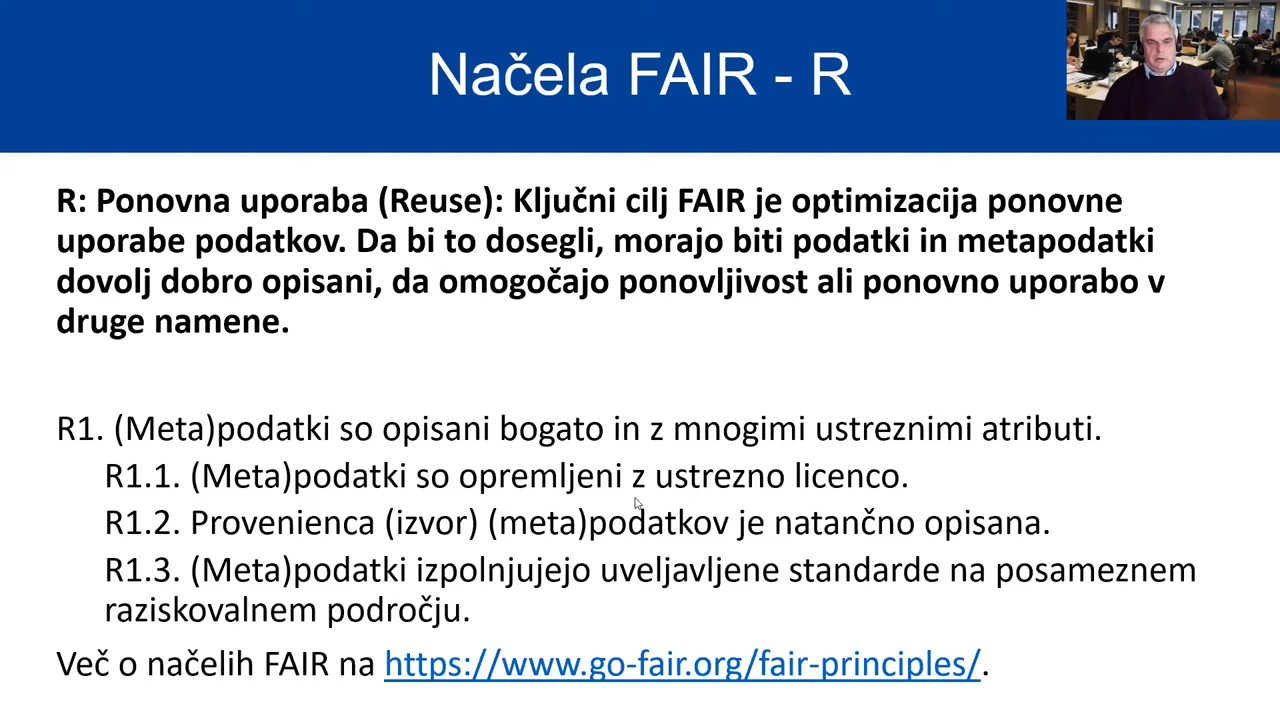 Načela FAIR - R
R: Ponovna uporaba (Reuse): Ključni cilj FAIR je optimizacija ponovne
uporabe podatkov. Da bi to dosegli, morajo biti podatki in metapodatki
dovolj dobro opisani, da omogočajo ponovljivost ali ponovno uporabo v
druge namene.
R1. (Meta)podatki so opisani bogato in z mnogimi ustreznimi atributi.
R1.1. (Meta)podatki so opremljeni z ustrezno licenco.
R1.2. Provenienca (izvor) (meta)podatkov je natančno opisana.
R1.3. (Meta)podatki izpolnjujejo uveljavljene standarde na posameznem
raziskovalnem področju.
Več o načelih FAIR na https://www.go-fair.org/fair-principles/.